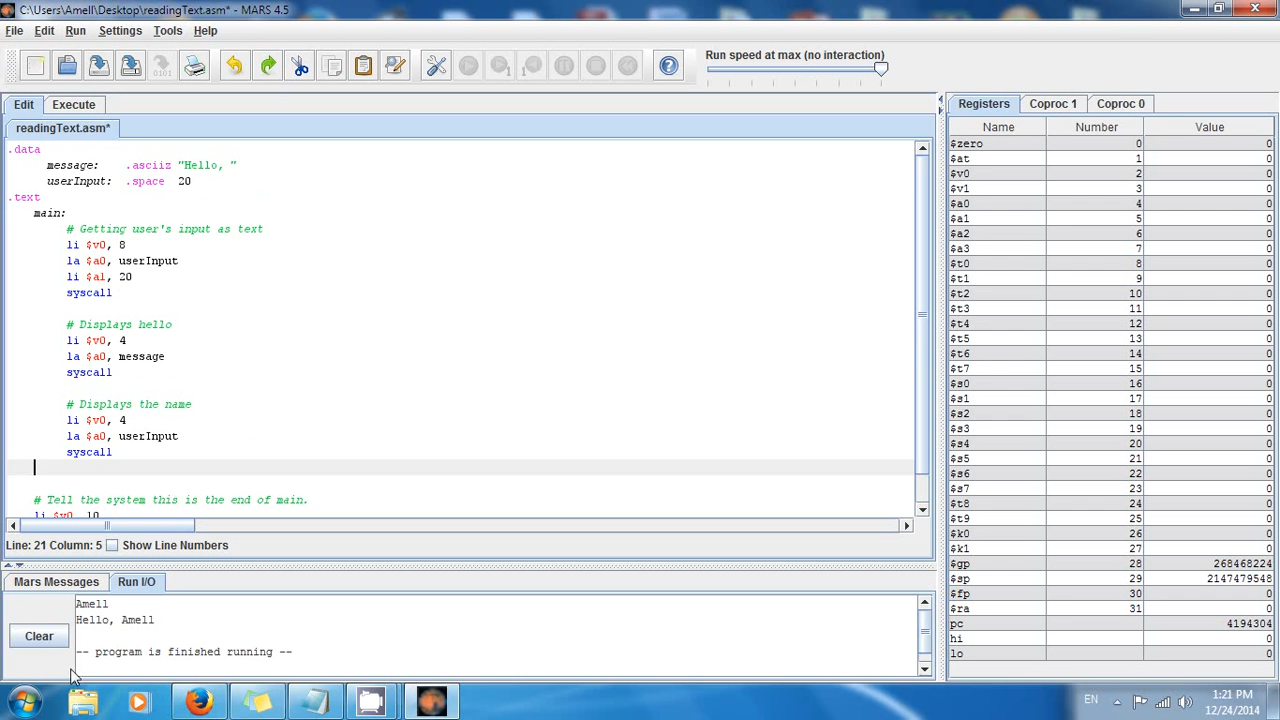 C:\Users\Amell\Desktop\readingText.asm* - MARS 4.5
File Edit Run Settings Tools Help
Run speed at max (no interaction)
Edit Execute
readingText.asm*
.data
message: .asciiz "Hello, "
userInput: .space 20
.text
main:
# Getting user's input as text
li $v0, 8
la $a0, userInput
li $a1, 20
syscall
# Displays hello
li $v0, 4
la $a0, message
syscall
# Displays the name
li $v0, 4
la $a0, userInput
syscall
# Tell the system this is the end of main.
li $v0, 10
Line: 21 Column: 5 Show Line Numbers
Mars Messages Run I/O
Clear
Amell
Hello, Amell
-- program is finished running --
Registers Coproc 1 Coproc 0
Name Number Value
$zero 0 0
$at 1 0
$v0 2 0
$v1 3 0
$a0 4 0
$a1 5 0
$a2 6 0
$a3 7 0
$t0 8 0
$t1 9 0
$t2 10 0
$t3 11 0
$t4 12 0
$t5 13 0
$t6 14 0
$t7 15 0
$s0 16 0
$s1 17 0
$s2 18 0
$s3 19 0
$s4 20 0
$s5 21 0
$s6 22 0
$s7 23 0
$t8 24 0
$t9 25 0
$k0 26 0
$k1 27 0
$gp 28 268468224
$sp 29 2147479548
$fp 30 0
$ra 31 0
pc 4194304
hi 0
lo 0
EN
1:21 PM
12/24/2014